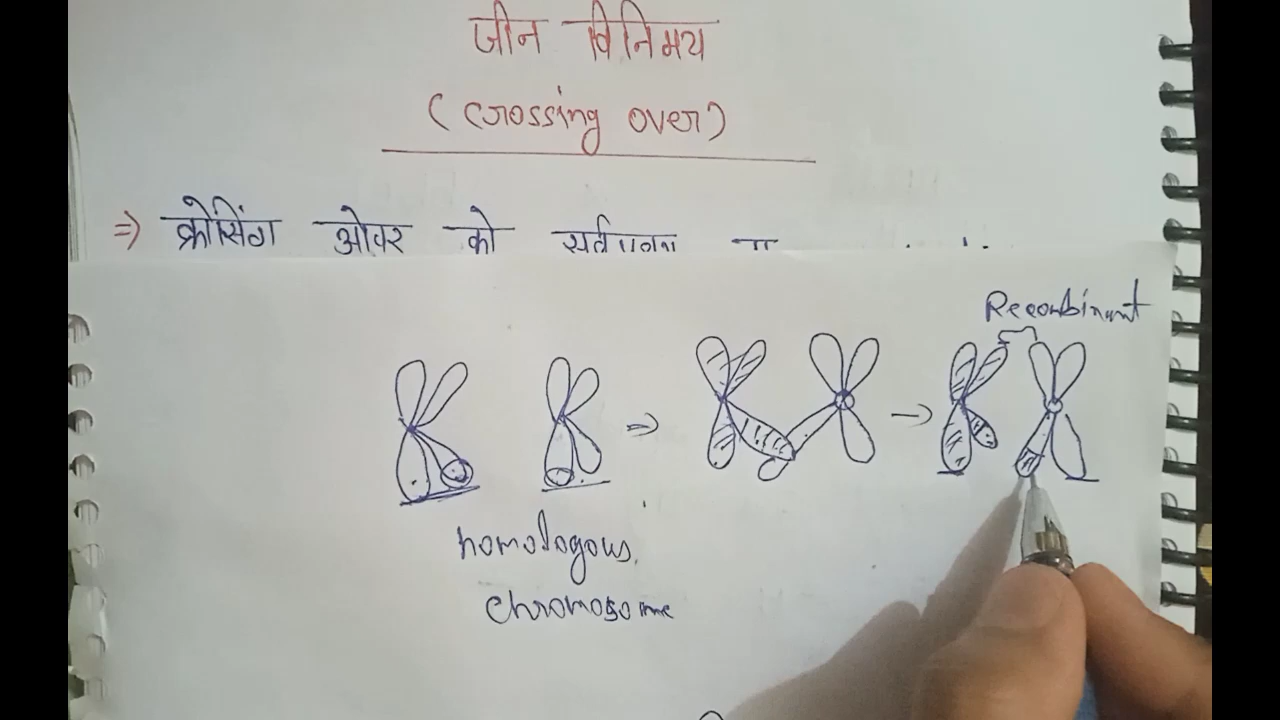 जीन विनिमय
(Crossing over)
⇒ क्रोसिंग ओवर को
Recombinant
homologous
chromosome